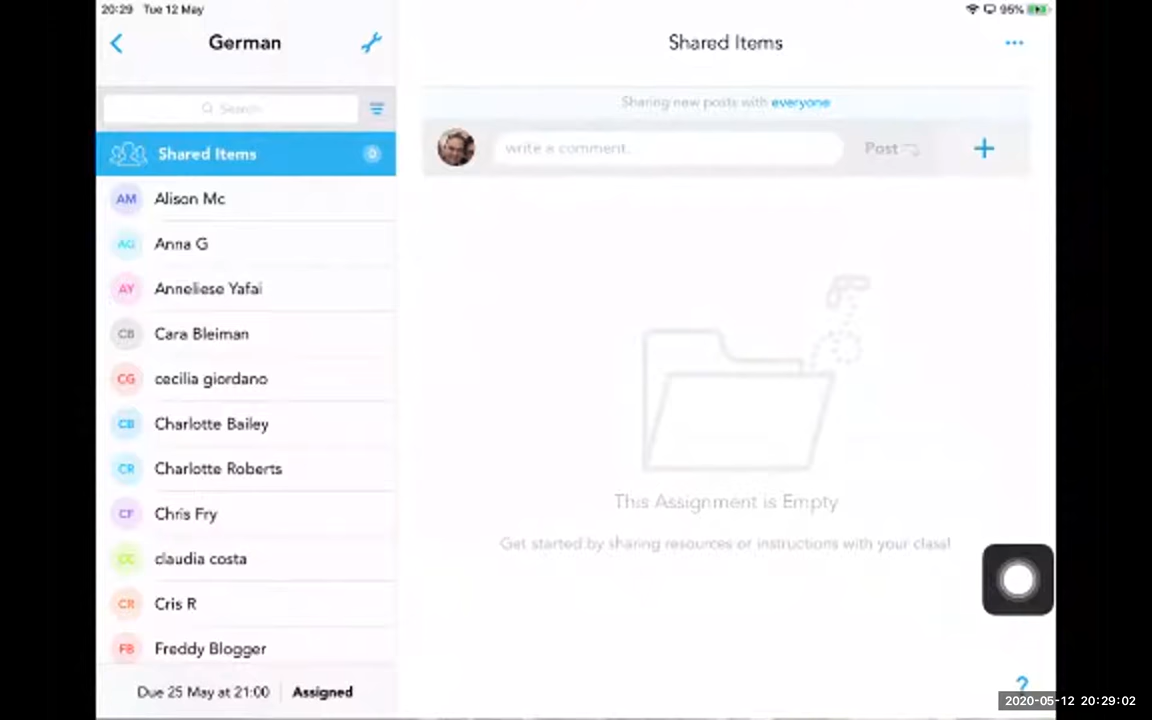 20:29 Tue 12 May
96%
German
Shared Items
Search
Sharing new posts with everyone
Shared Items 0
write a comment.
Post
AM Alison Mc
AG Anna G
AY Anneliese Yafai
CB Cara Bleiman
CG cecilia giordano
CB Charlotte Bailey
CR Charlotte Roberts
CF Chris Fry
CC claudia costa
CR Cris R
FB Freddy Blogger
This Assignment is Empty
Get started by sharing resources or instructions with your class!
Due 25 May at 21:00 Assigned
?
2020-05-12 20:29:02